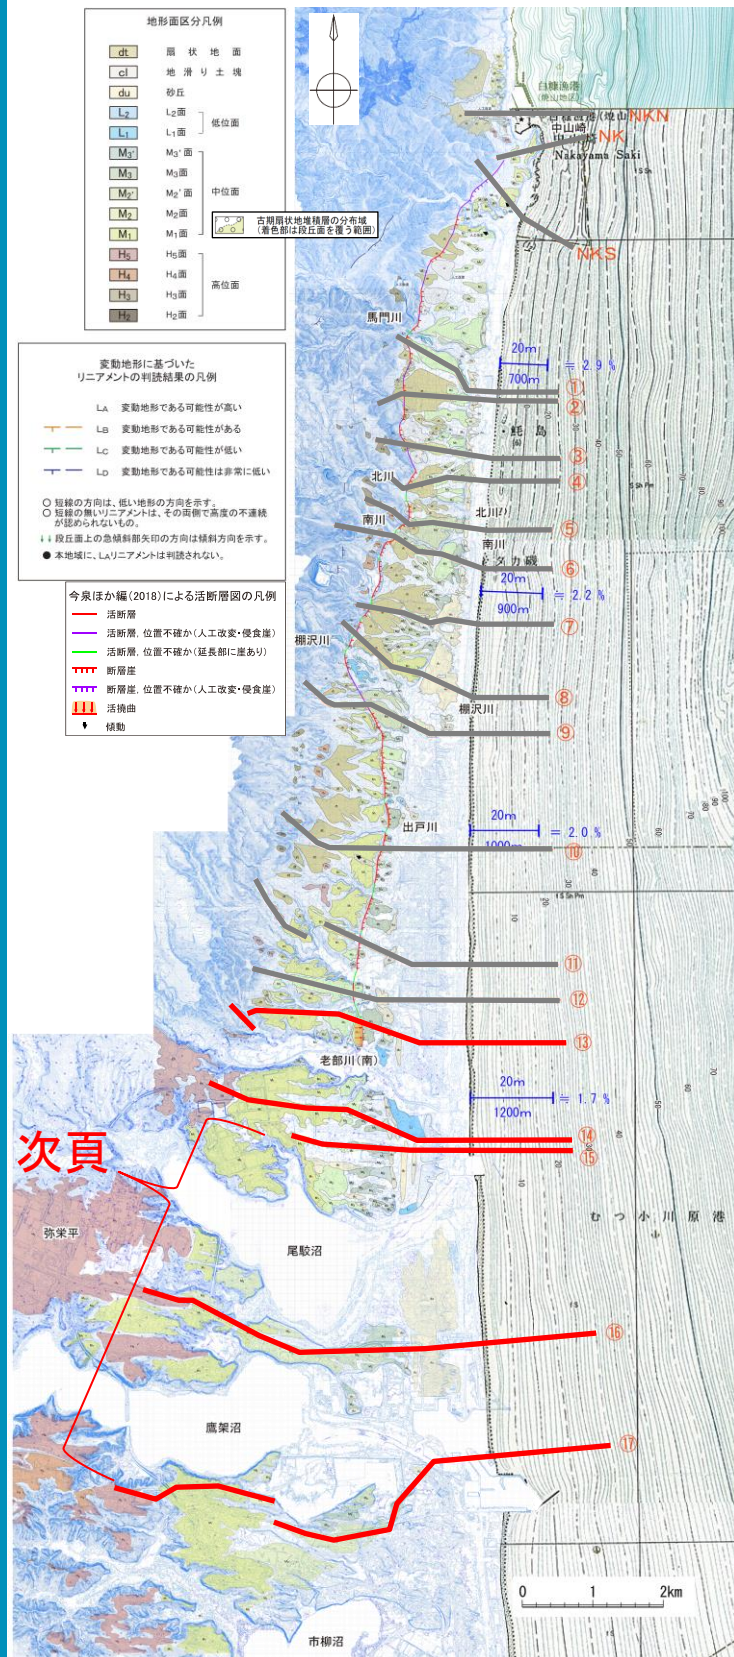 地形面区分凡例
dt 扇状地面
cl 地滑り土塊
du 砂丘
L₂ L₂面
L₁ L₁面
低位面
M₃' M₃'面
M₃ M₃面
M₂' M₂'面
M₂ M₂面
M₁ M₁面
中位面
H₅ H₅面
H₄ H₄面
H₃ H₃面
H₂ H₂面
高位面
古期扇状地堆積層の分布域
(着色部は段丘面を覆う範囲)
変動地形に基づいた
リニアメントの判読結果の凡例
LA 変動地形である可能性が高い
LB 変動地形である可能性がある
LC 変動地形である可能性が低い
LD 変動地形である可能性は非常に低い
○ 短線の方向は、低い地形の方向を示す。
○ 短線の無いリニアメントは、その両側で高度の不連続
が認められないもの。
↓↓ 段丘面上の急傾斜部矢印の方向は傾斜方向を示す。
● 本地域に、LAリニアメントは判読されない。
今泉ほか編(2018)による活断層図の凡例
活断層
活断層, 位置不確か(人工改変・侵食崖)
活断層, 位置不確か(延長部に崖あり)
断層崖
断層崖, 位置不確か(人工改変・侵食崖)
活撓曲
傾動
白糠漁港
(焼山地区)
NKN
中山崎
NK
Nakayama Saki
NKS
馬門川
20m
700m
≒ 2.9 %
①
②
③
④
北川
北川
⑤
南川
南川
タカ磯
⑥
20m
900m
≒ 2.2 %
⑦
棚沢川
⑧
棚沢川
⑨
出戸川
20m
1000m
≒ 2.0 %
⑩
⑪
⑫
⑬
老部川(南)
20m
1200m
≒ 1.7 %
⑭
⑮
次頁
むつ小川原港
弥栄平
尾駮沼
⑯
鷹架沼
⑰
0 1 2km
市柳沼